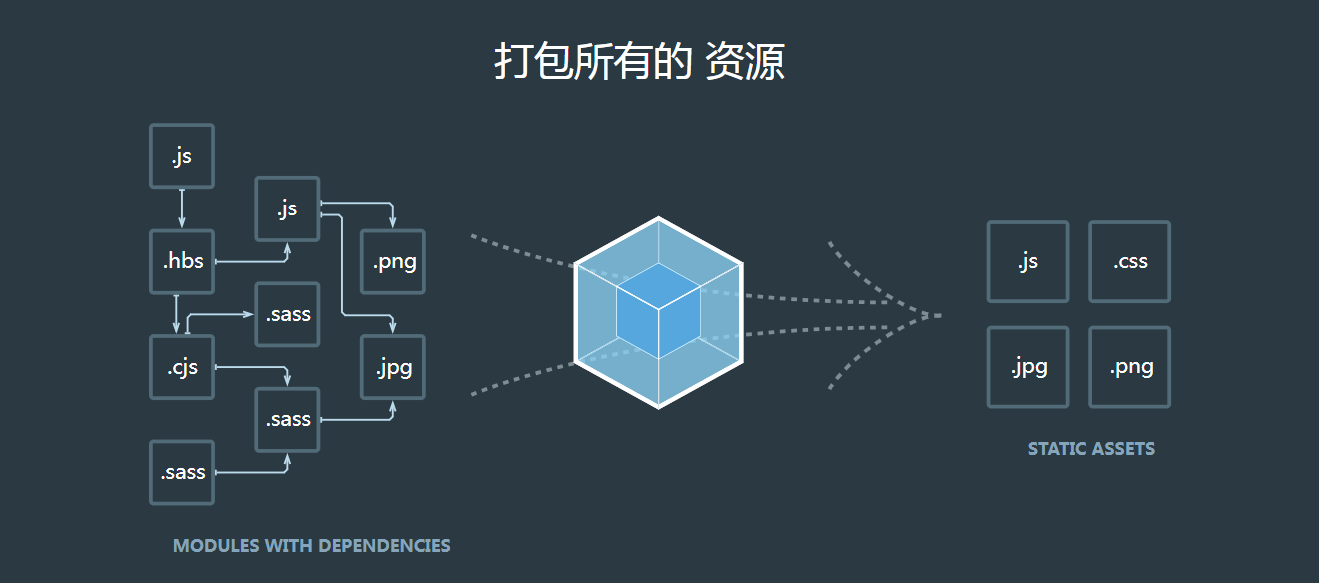 打包所有的 资源
.js
.js
.hbs
.png
.sass
.cjs
.jpg
.sass
.sass
MODULES WITH DEPENDENCIES
.js
.css
.jpg
.png
STATIC ASSETS